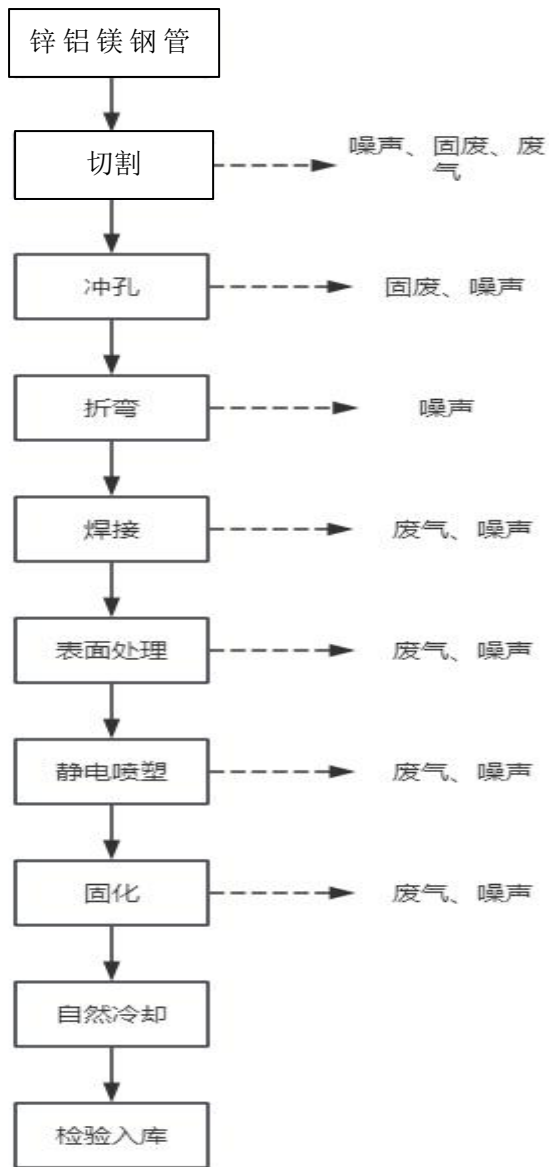 锌铝镁钢管
切割
噪声、固废、废
气
冲孔
固废、噪声
折弯
噪声
焊接
废气、噪声
表面处理
废气、噪声
静电喷塑
废气、噪声
固化
废气、噪声
自然冷却
检验入库